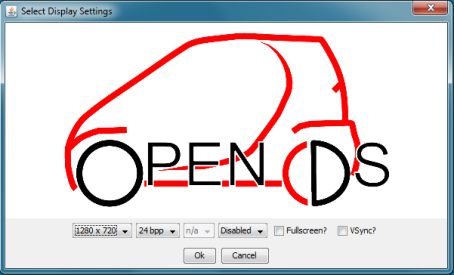 Select Display Settings
OPEN DS
1280 x 720 24 bpp n/a Disabled Fullscreen? VSync?
Ok Cancel